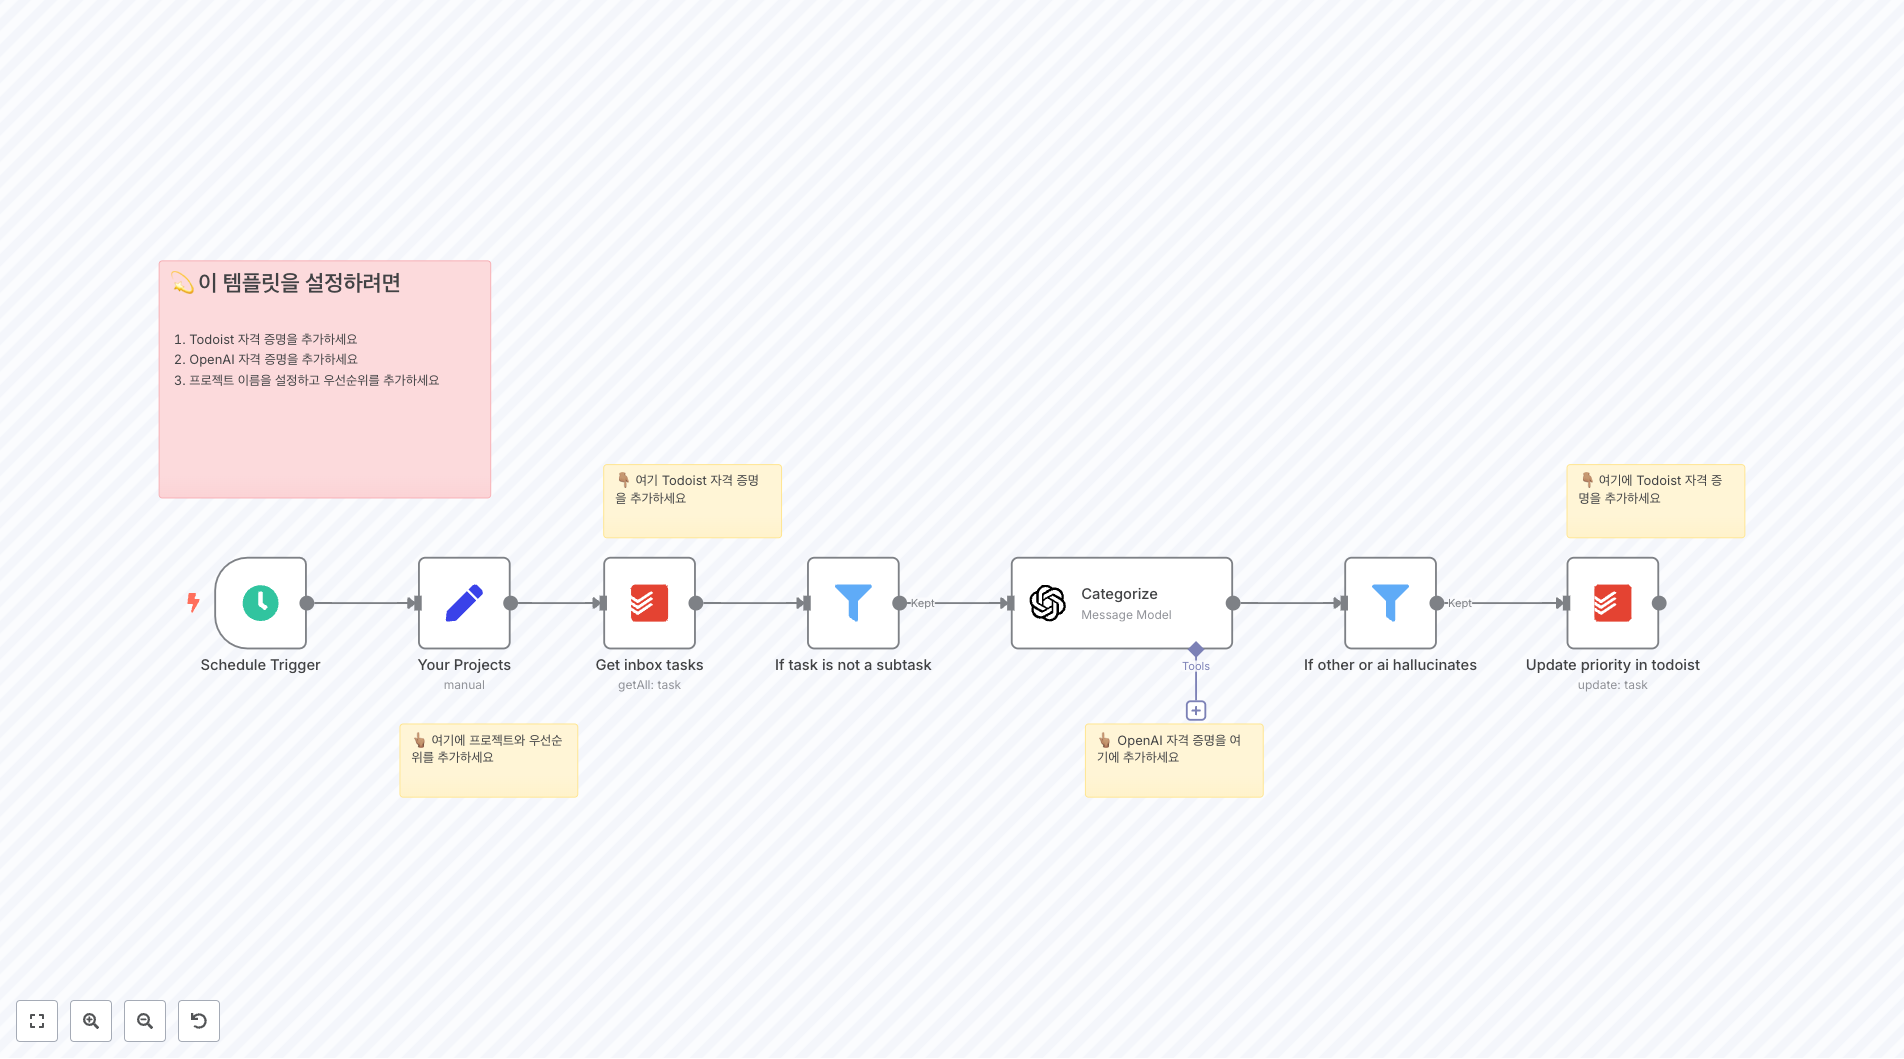 💫 이 템플릿을 설정하려면
1. Todoist 자격 증명을 추가하세요
2. OpenAI 자격 증명을 추가하세요
3. 프로젝트 이름을 설정하고 우선순위를 추가하세요
👇🏽 여기 Todoist 자격 증명
을 추가하세요
👇🏽 여기에 Todoist 자격 증
명을 추가하세요
Schedule Trigger
Your Projects
manual
Get inbox tasks
getAll: task
If task is not a subtask
Kept
Categorize
Message Model
Tools
If other or ai hallucinates
Kept
Update priority in todoist
update: task
👆🏽 여기에 프로젝트와 우선순
위를 추가하세요
👆🏽 OpenAI 자격 증명을 여
기에 추가하세요